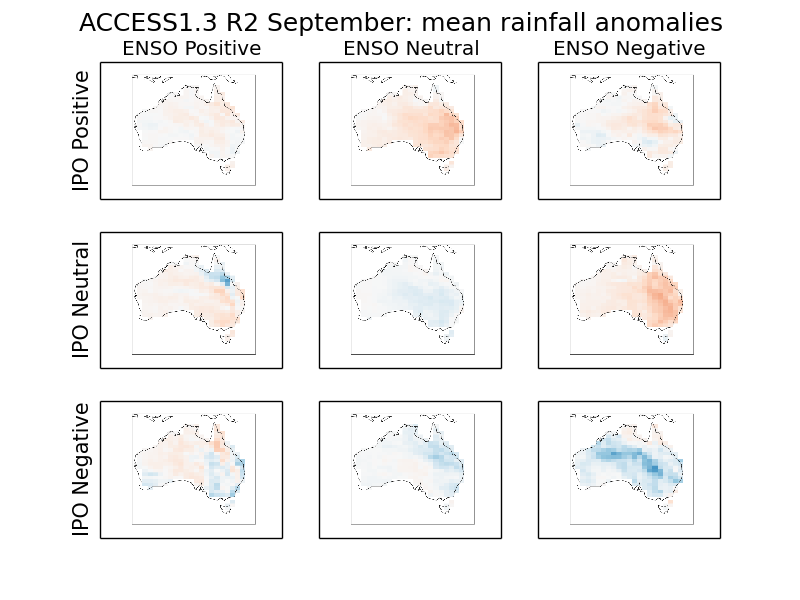 ACCESS1.3 R2 September: mean rainfall anomalies
ENSO Positive
ENSO Neutral
ENSO Negative
IPO Positive
IPO Neutral
IPO Negative